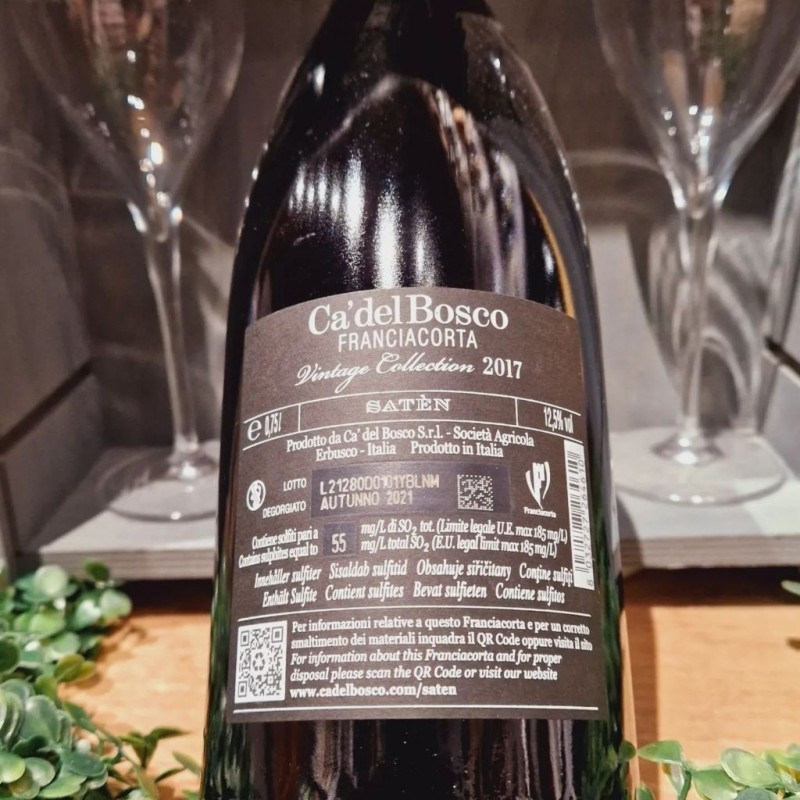 Ca'del Bosco
FRANCIACORTA
Vintage Collection 2017
e 0,75 l
SATÈN
12,5% vol
Prodotto da Ca' del Bosco S.r.l. - Società Agricola
Erbusco - Italia Prodotto in Italia
LOTTO
DEGORGIATO
L21280D0101YBLNM
AUTUNNO 2021
Franciacorta
Contiene solfiti pari a
Contains sulphites equal to
55
mg/L di SO2 tot. (Limite legale U.E. max 185 mg/L)
mg/L total SO2 (E.U. legal limit max 185 mg/L)
Innehåller sulfiter Sisaldab sulfitid Obsahuje siřičitany Conține sulfiți
Enthält Sulfite Contient sulfites Bevat sulfieten Contiene sulfitos
Per informazioni relative a questo Franciacorta e per un corretto
smaltimento dei materiali inquadra il QR Code oppure visita il sito
For information about this Franciacorta and for proper
disposal please scan the QR Code or visit our website
www.cadelbosco.com/saten